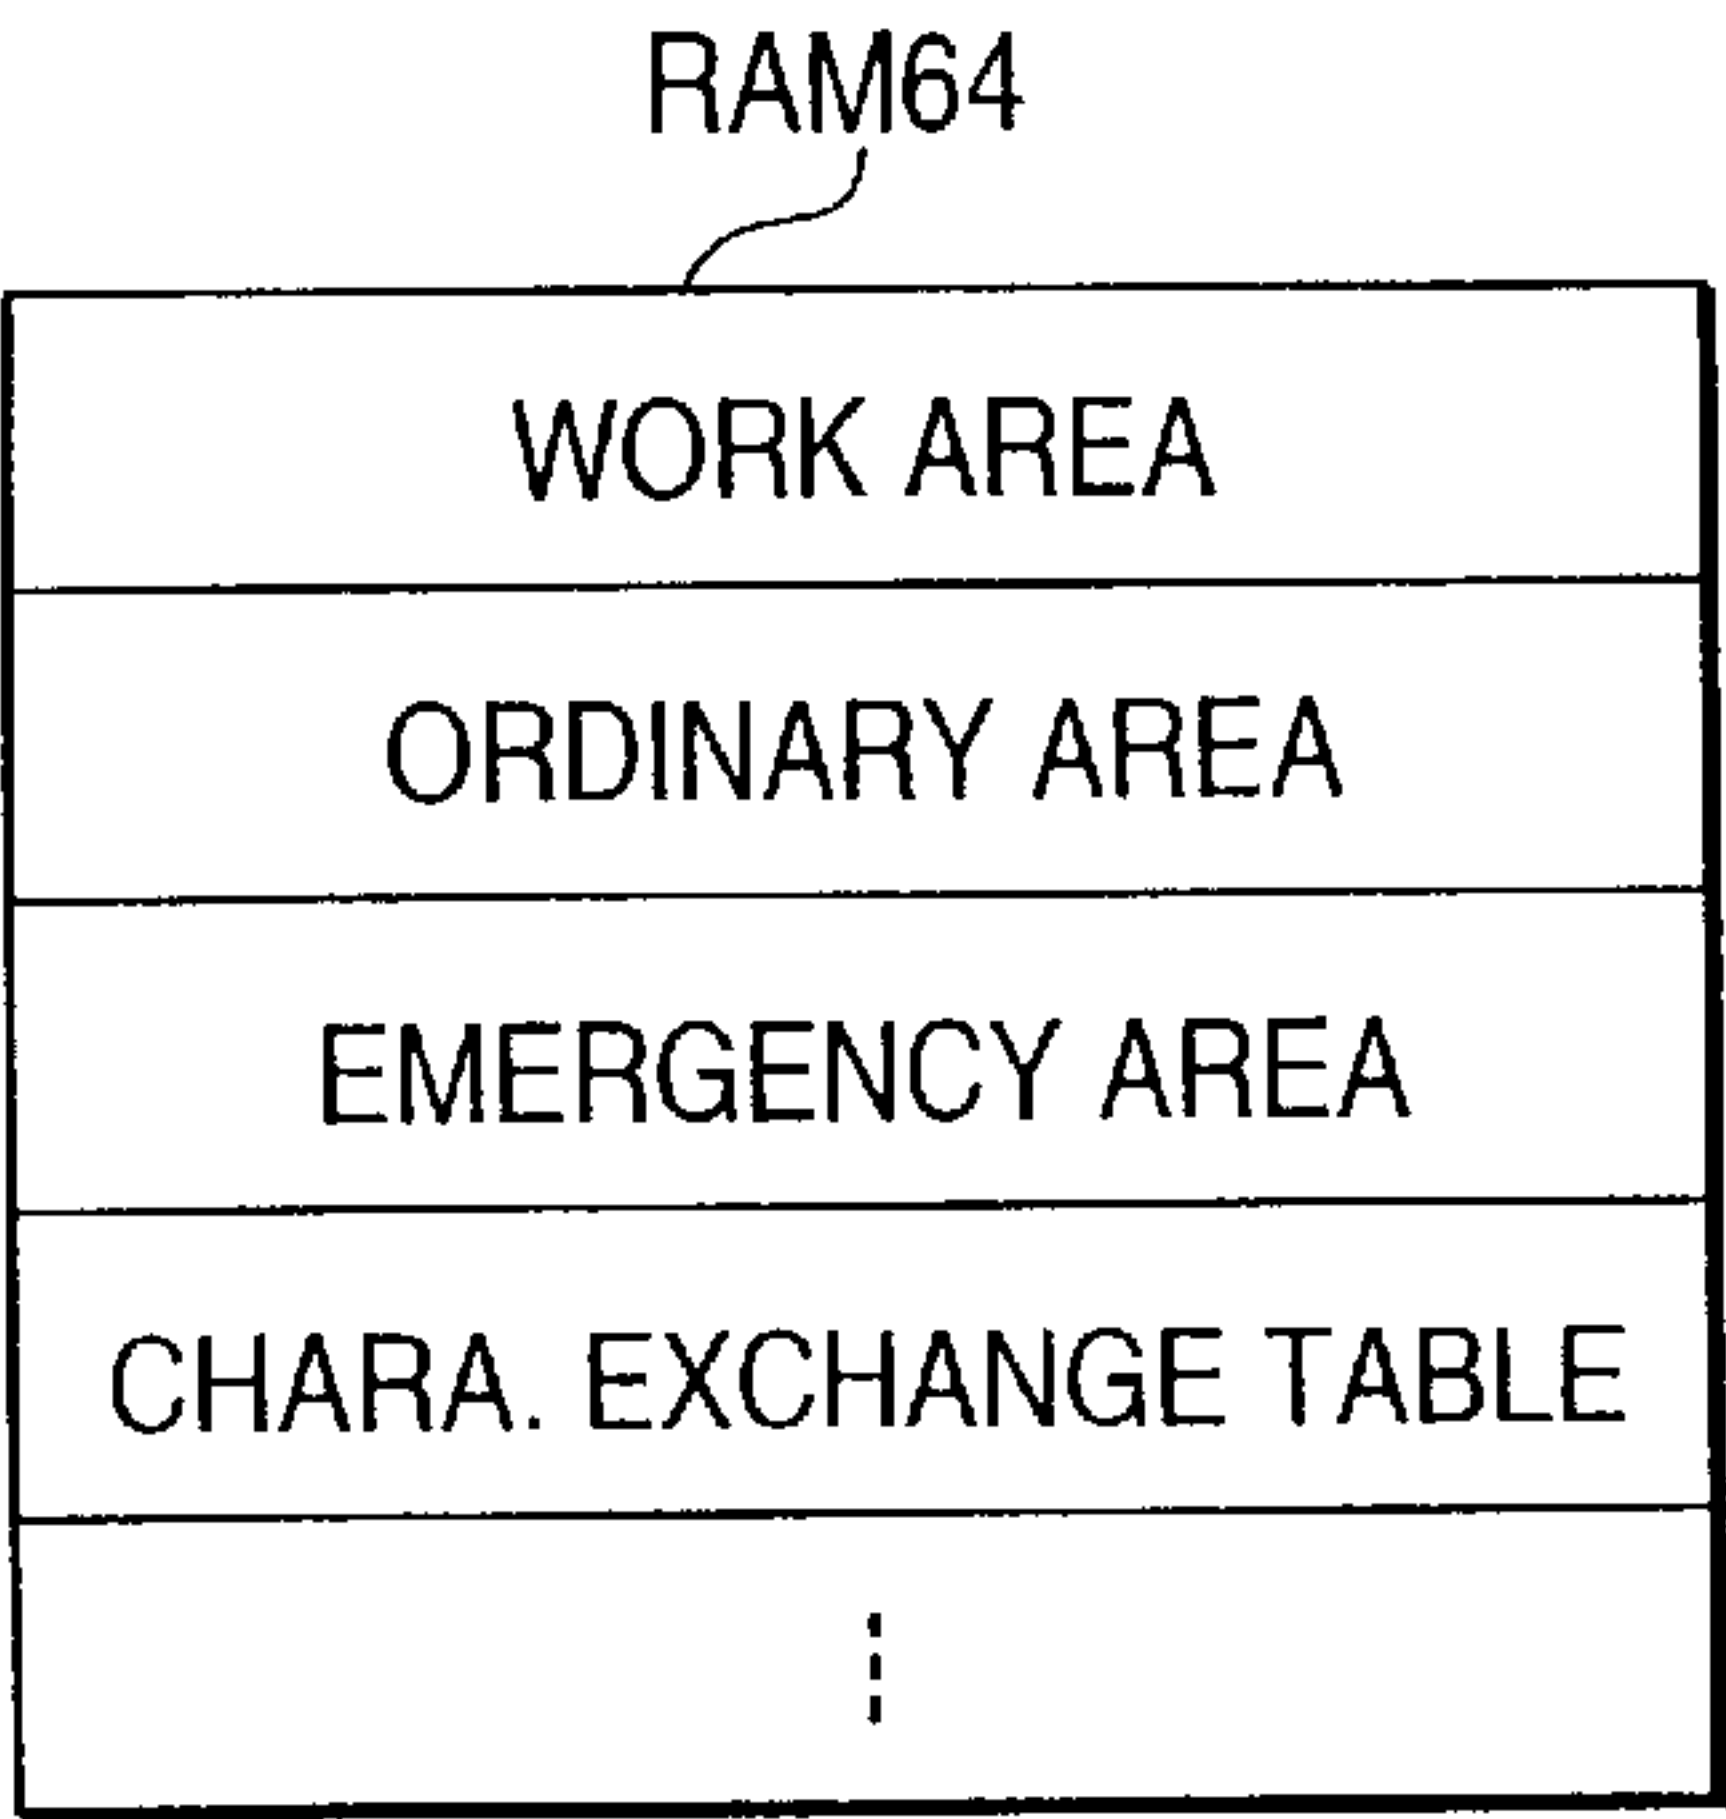 RAM64
WORK AREA
ORDINARY AREA
EMERGENCY AREA
CHARA. EXCHANGE TABLE